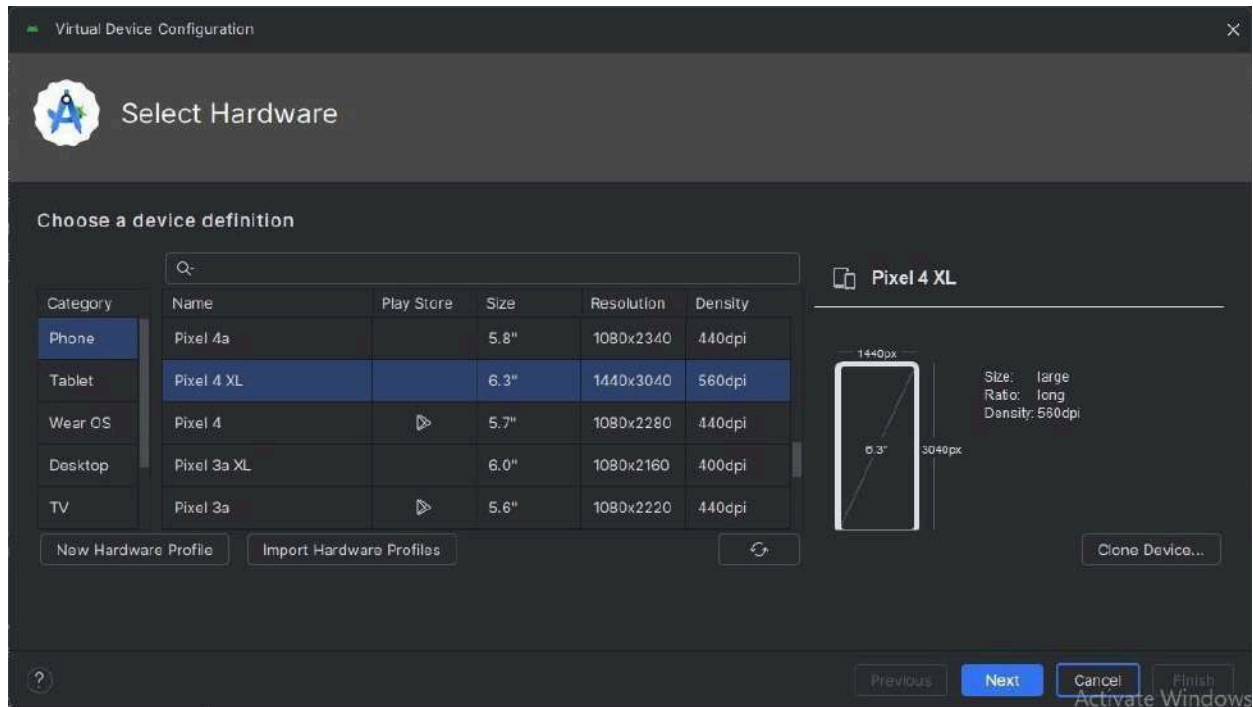 Virtual Device Configuration
Select Hardware
Choose a device definition
Category Name Play Store Size Resolution Density
Phone Pixel 4a 5.8" 1080x2340 440dpi
Tablet Pixel 4 XL 6.3" 1440x3040 560dpi
Wear OS Pixel 4 5.7" 1080x2280 440dpi
Desktop Pixel 3a XL 6.0" 1080x2160 400dpi
TV Pixel 3a 5.6" 1080x2220 440dpi
New Hardware Profile Import Hardware Profiles
Pixel 4 XL
1440px
Size: large
Ratio: long
Density: 560dpi
6.3" 3040px
Clone Device...
? Previous Next Cancel Finish
Activate Windows